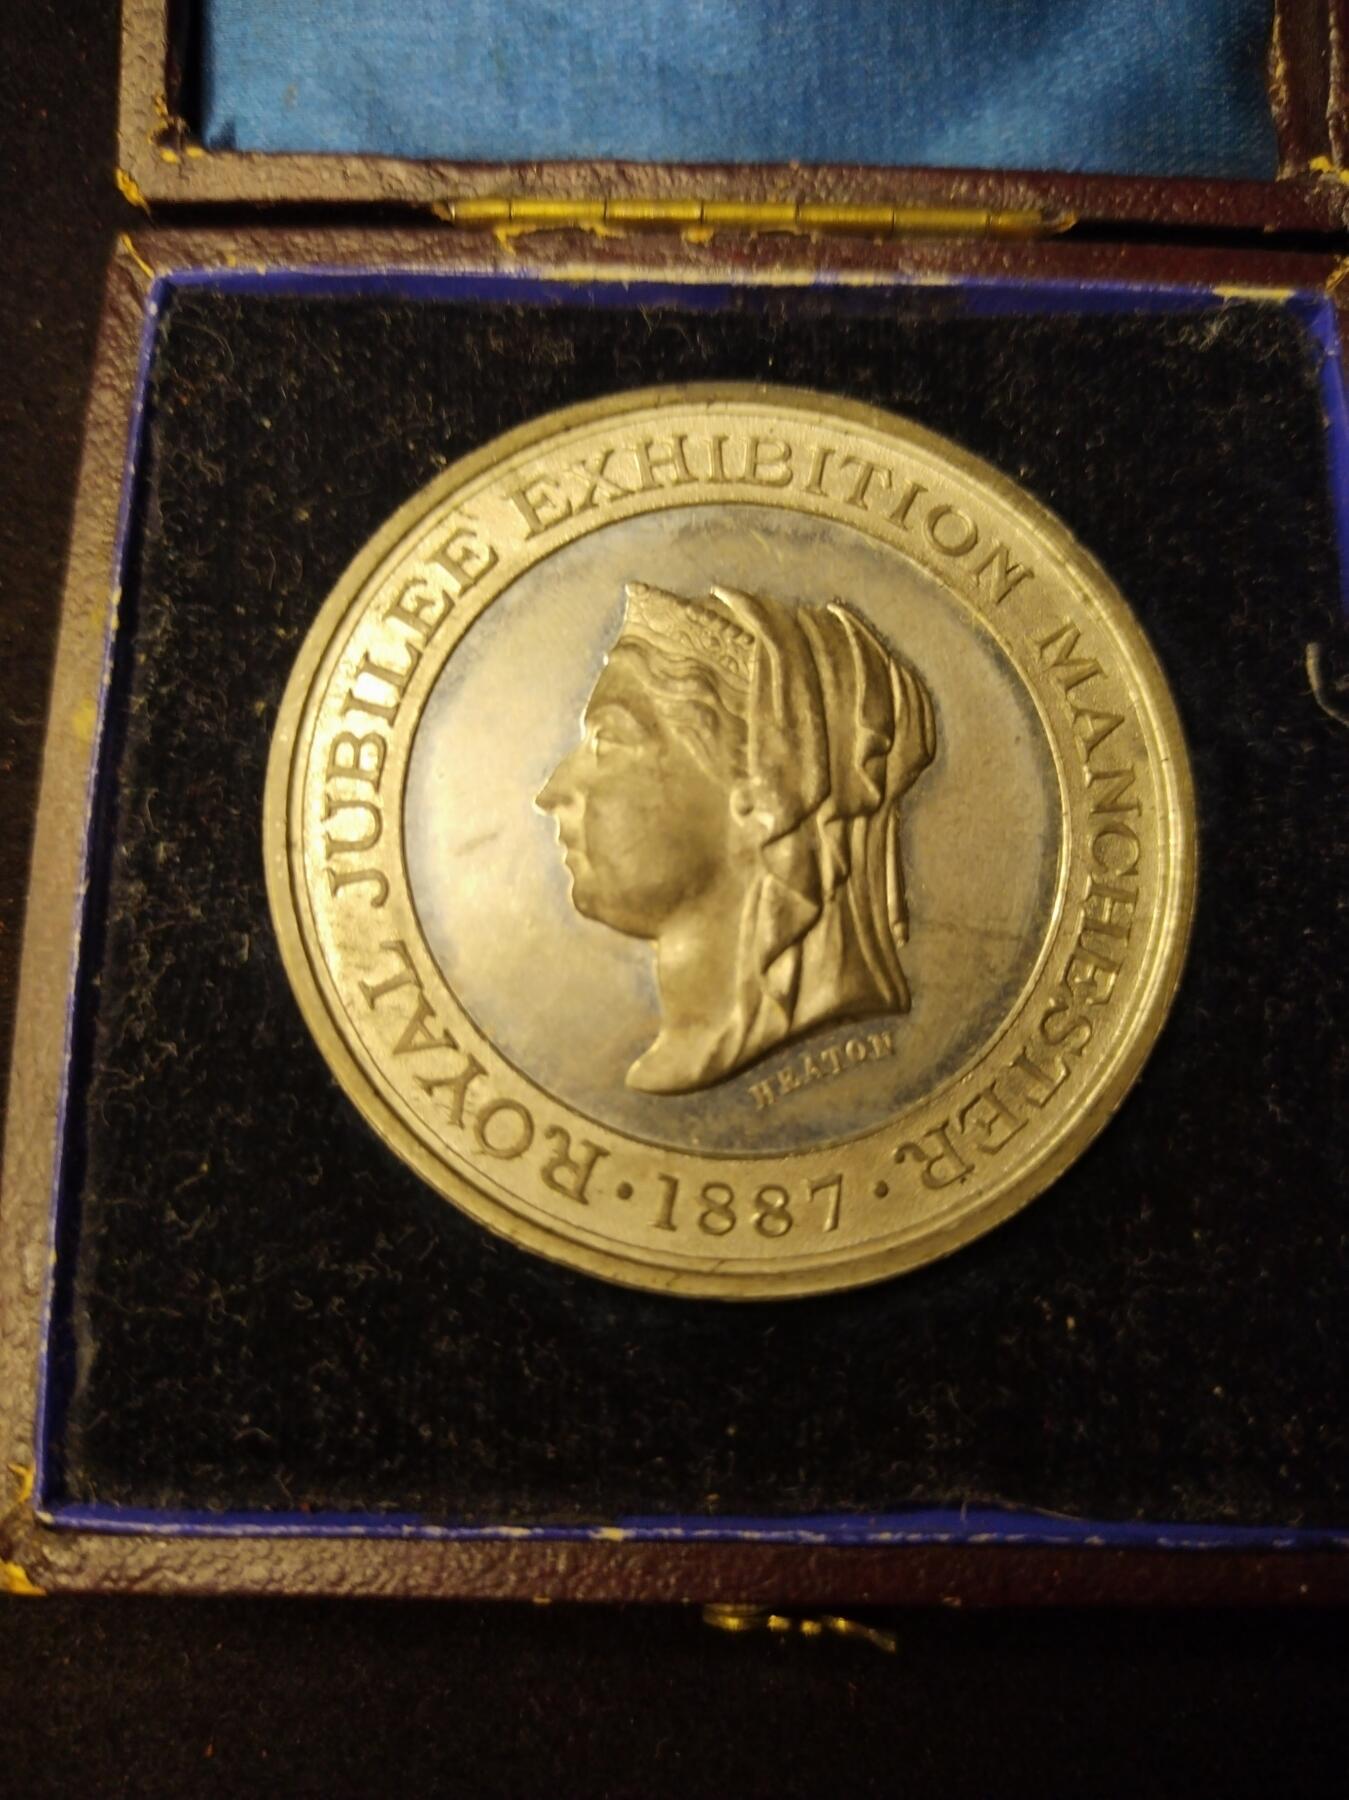 ROYAL JUBILEE EXHIBITION MANCHESTER
· 1887 ·
HEATON